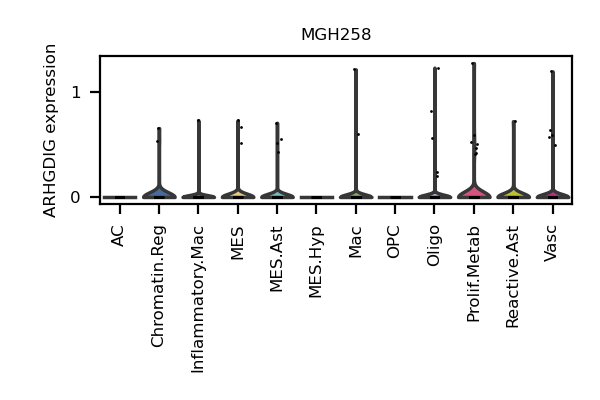 MGH258
ARHGDIG expression
1
0
AC
Chromatin.Reg
Inflammatory.Mac
MES
MES.Ast
MES.Hyp
Mac
OPC
Oligo
Prolif.Metab
Reactive.Ast
Vasc